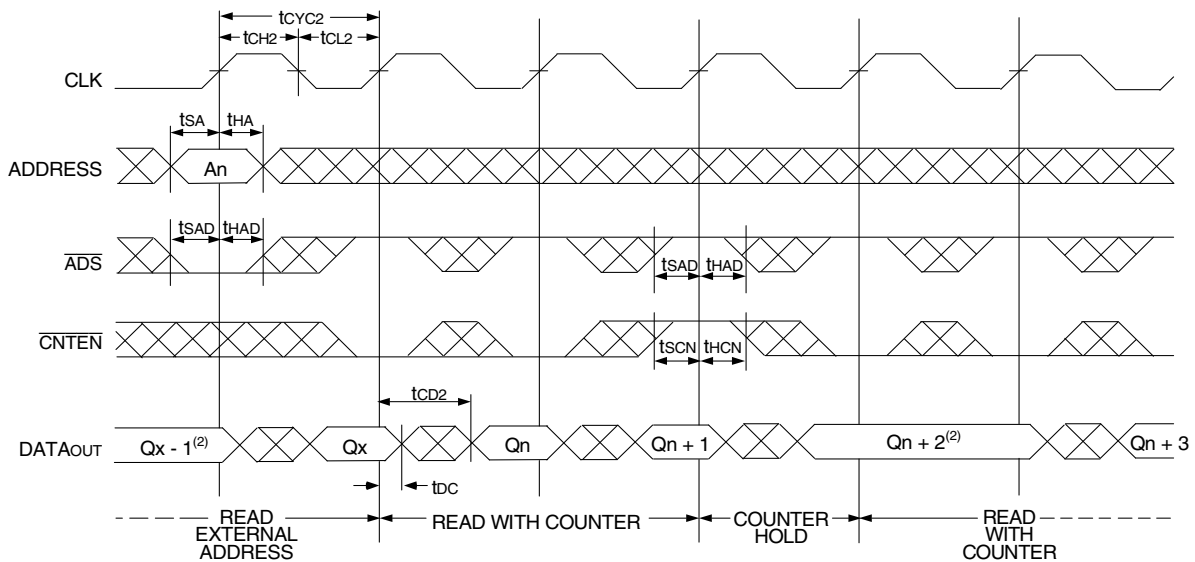 tCYC2
tCH2 tCL2
CLK
tSA tHA
ADDRESS An
tSAD tHAD
ADS
tSAD tHAD
CNTEN
tSCN tHCN
tCD2
DATAOUT Qx - 1(2) Qx Qn Qn + 1 Qn + 2(2) Qn + 3
tDC
READ EXTERNAL ADDRESS
READ WITH COUNTER
COUNTER HOLD
READ WITH COUNTER